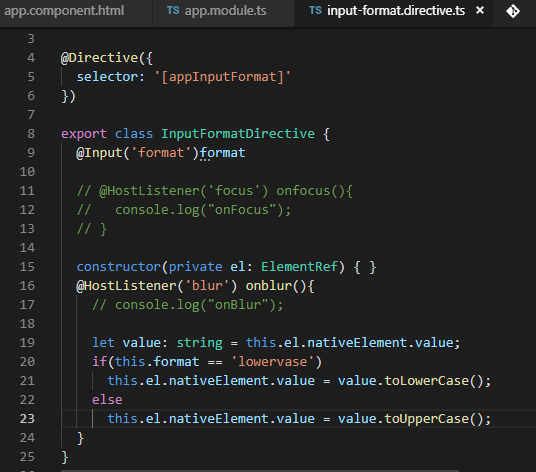 app.component.html TS app.module.ts TS input-format.directive.ts ×
3
4 @Directive({
5   selector: '[appInputFormat]'
6 })
7
8 export class InputFormatDirective {
9   @Input('format')format
10
11   // @HostListener('focus') onfocus(){
12   //   console.log("onFocus");
13   // }
14
15   constructor(private el: ElementRef) { }
16   @HostListener('blur') onblur(){
17     // console.log("onBlur");
18
19     let value: string = this.el.nativeElement.value;
20     if(this.format == 'lowervase')
21       this.el.nativeElement.value = value.toLowerCase();
22     else
23       this.el.nativeElement.value = value.toUpperCase();
24   }
25 }